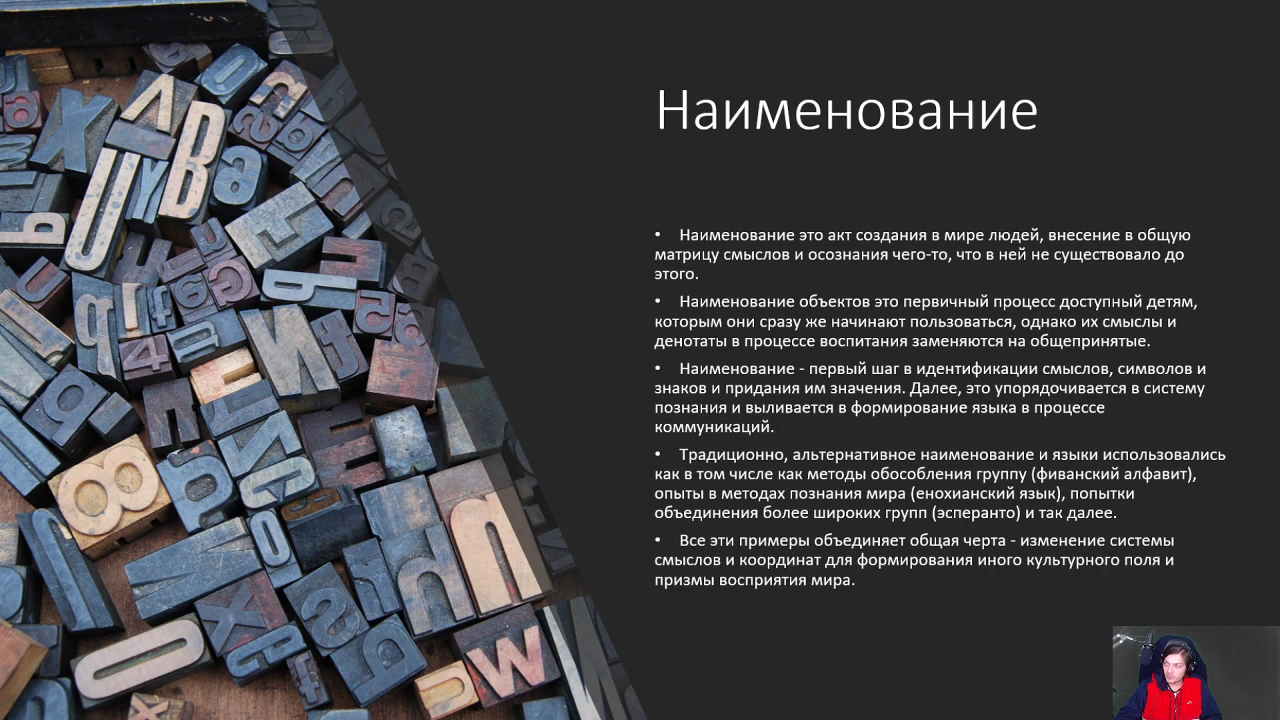 Наименование
• Наименование это акт создания в мире людей, внесение в общую
матрицу смыслов и осознания чего-то, что в ней не существовало до
этого.
• Наименование объектов это первичный процесс доступный детям,
которым они сразу же начинают пользоваться, однако их смыслы и
денотаты в процессе воспитания заменяются на общепринятые.
• Наименование - первый шаг в идентификации смыслов, символов и
знаков и придания им значения. Далее, это упорядочивается в систему
познания и выливается в формирование языка в процессе
коммуникаций.
• Традиционно, альтернативное наименование и языки использовались
как в том числе как методы обособления группу (фиванский алфавит),
опыты в методах познания мира (енохианский язык), попытки
объединения более широких групп (эсперанто) и так далее.
• Все эти примеры объединяет общая черта - изменение системы
смыслов и координат для формирования иного культурного поля и
призмы восприятия мира.